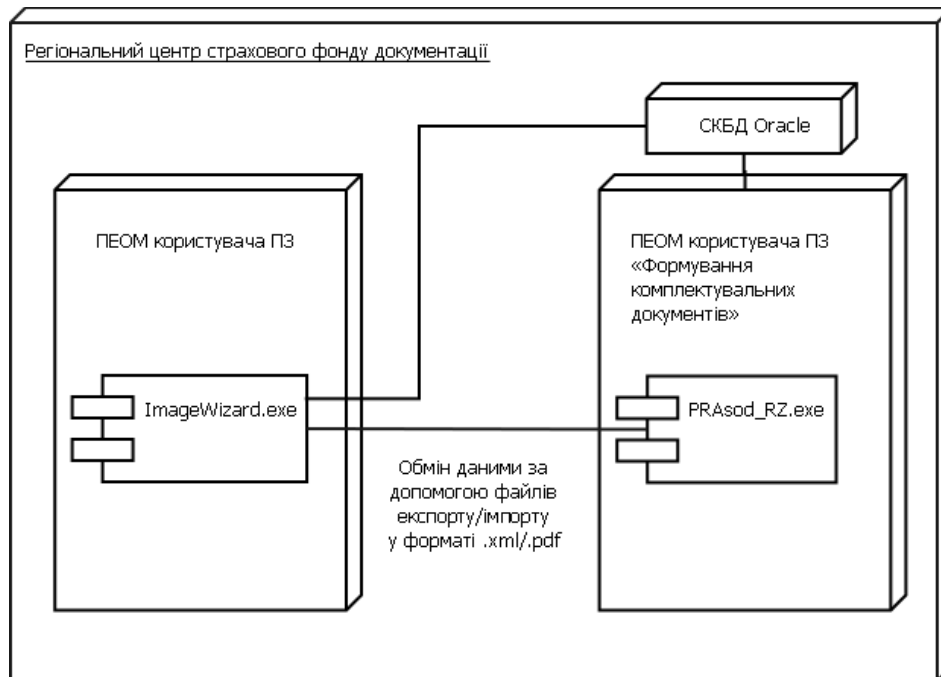 Регіональний центр страхового фонду документації
СКБД Oracle
ПЕОМ користувача ПЗ
ПЕОМ користувача ПЗ
«Формування
комплектувальних
документів»
ImageWizard.exe
PRAsod_RZ.exe
Обмін даними за
допомогою файлів
експорту/імпорту
у форматі .xml/.pdf